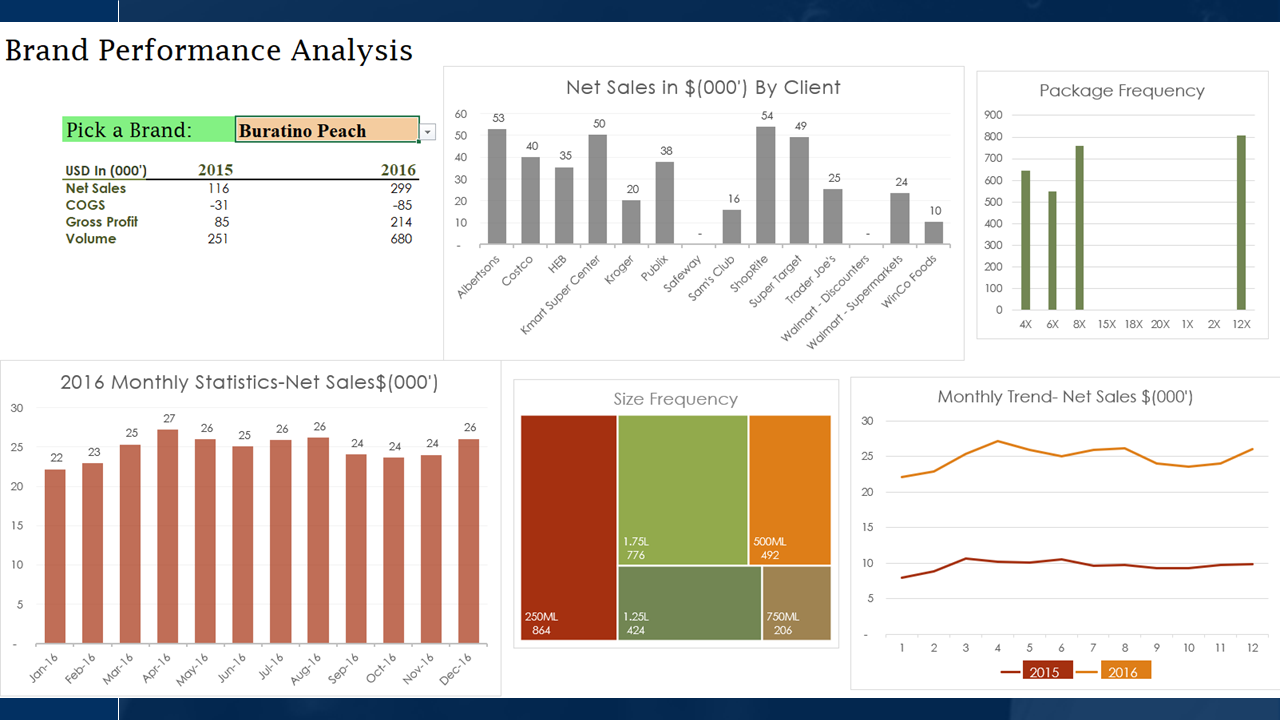 Brand Performance Analysis
Pick a Brand: Buratino Peach
USD In (000') 2015 2016
Net Sales 116 299
COGS -31 -85
Gross Profit 85 214
Volume 251 680
Net Sales in $(000') By Client
60
50
40
30
20
10
-
53 40 35 50 20 38 - 16 54 49 25 - 24 10
Albertsons
Costco
HEB
Kmart Super Center
Kroger
Publix
Safeway
Sam's Club
ShopRite
Super Target
Trader Joe's
Walmart - Discounters
Walmart - Supermarkets
WinCo Foods
Package Frequency
900
800
700
600
500
400
300
200
100
0
4X 6X 8X 15X 18X 20X 1X 2X 12X
2016 Monthly Statistics-Net Sales$(000')
30
25
20
15
10
5
-
22 23 25 27 26 25 26 26 24 24 24 26
Jan-16 Feb-16 Mar-16 Apr-16 May-16 Jun-16 Jul-16 Aug-16 Sep-16 Oct-16 Nov-16 Dec-16
Size Frequency
250ML
864
1.75L
776
500ML
492
1.25L
424
750ML
206
Monthly Trend- Net Sales $(000')
30
25
20
15
10
5
-
1 2 3 4 5 6 7 8 9 10 11 12
2015 2016